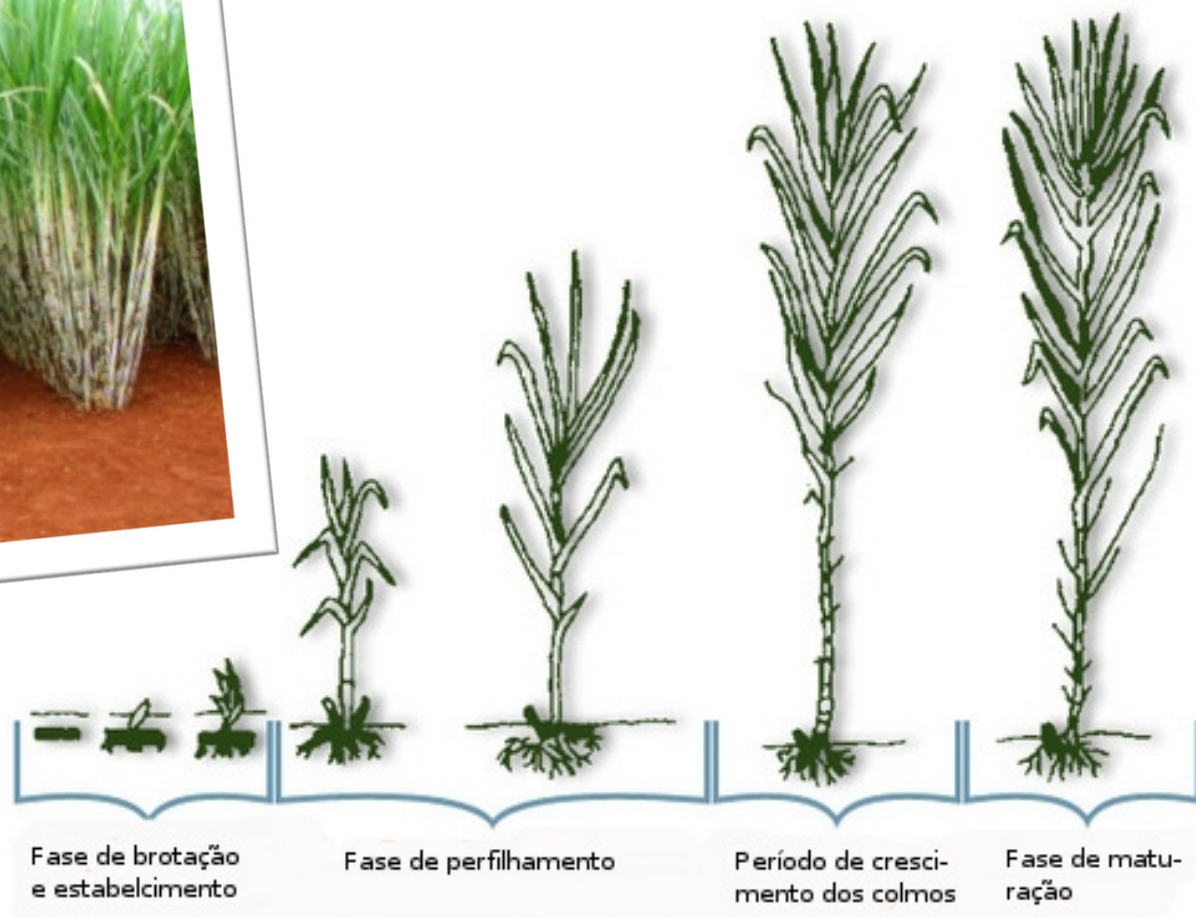 Fase de brotação
e estabelcimento
Fase de perfilhamento
Período de cresci-
mento dos colmos
Fase de matu-
ração